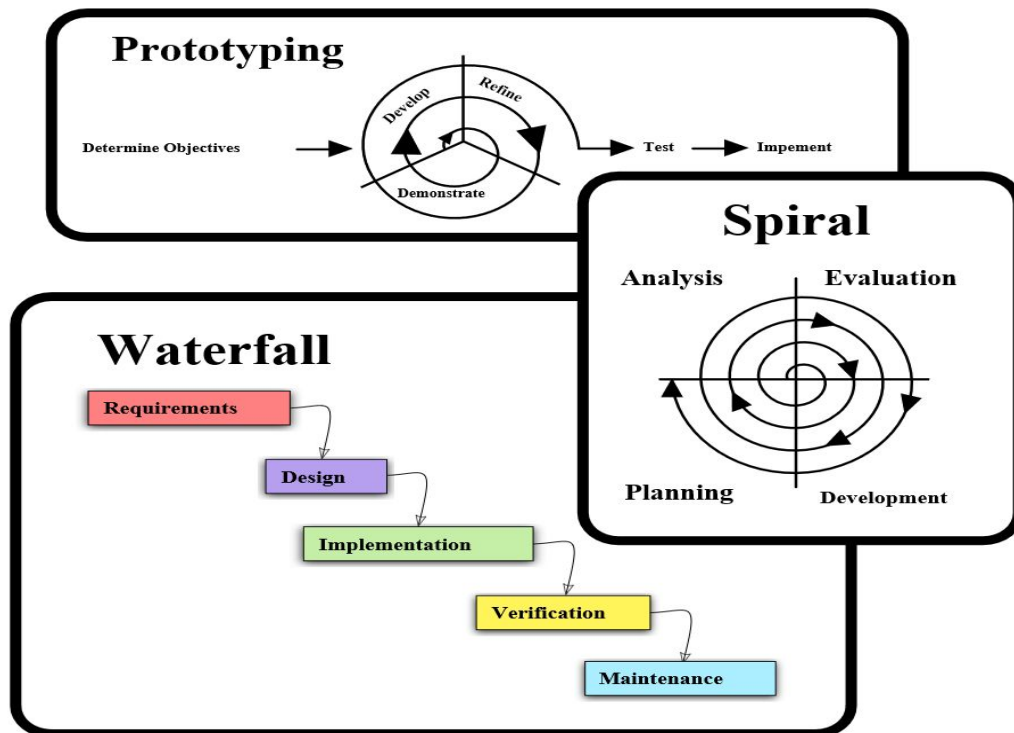 Prototyping
Develop
Refine
Determine Objectives
Test
Impement
Demonstrate
Spiral
Analysis
Evaluation
Planning
Development
Waterfall
Requirements
Design
Implementation
Verification
Maintenance